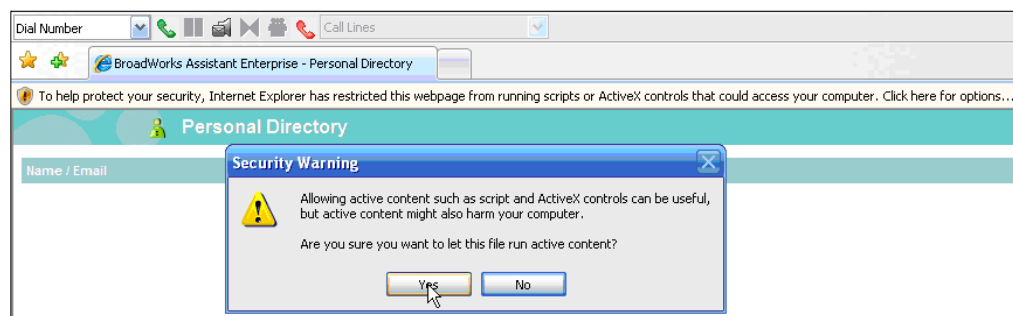 Dial Number
Call Lines
BroadWorks Assistant Enterprise - Personal Directory
To help protect your security, Internet Explorer has restricted this webpage from running scripts or ActiveX controls that could access your computer. Click here for options...
Personal Directory
Name / Email
Security Warning
Allowing active content such as script and ActiveX controls can be useful,
but active content might also harm your computer.
Are you sure you want to let this file run active content?
Yes
No